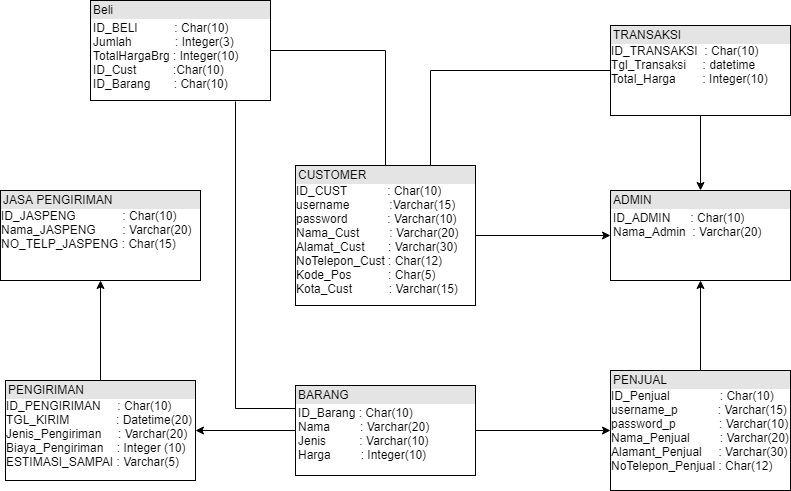 Beli
ID_BELI : Char(10)
Jumlah : Integer(3)
TotalHargaBrg : Integer(10)
ID_Cust :Char(10)
ID_Barang : Char(10)
TRANSAKSI
ID_TRANSAKSI : Char(10)
Tgl_Transaksi : datetime
Total_Harga : Integer(10)
CUSTOMER
ID_CUST : Char(10)
username :Varchar(15)
password : Varchar(10)
Nama_Cust : Varchar(20)
Alamat_Cust : Varchar(30)
NoTelepon_Cust : Char(12)
Kode_Pos : Char(5)
Kota_Cust : Varchar(15)
JASA PENGIRIMAN
ID_JASPENG : Char(10)
Nama_JASPENG : Varchar(20)
NO_TELP_JASPENG : Char(15)
ADMIN
ID_ADMIN : Char(10)
Nama_Admin : Varchar(20)
PENGIRIMAN
ID_PENGIRIMAN : Char(10)
TGL_KIRIM : Datetime(20)
Jenis_Pengiriman : Varchar(20)
Biaya_Pengiriman : Integer (10)
ESTIMASI_SAMPAI : Varchar(5)
BARANG
ID_Barang : Char(10)
Nama : Varchar(20)
Jenis : Varchar(10)
Harga : Integer(10)
PENJUAL
ID_Penjual : Char(10)
username_p : Varchar(15)
password_p : Varchar(10)
Nama_Penjual : Varchar(20)
Alamant_Penjual : Varchar(30)
NoTelepon_Penjual : Char(12)